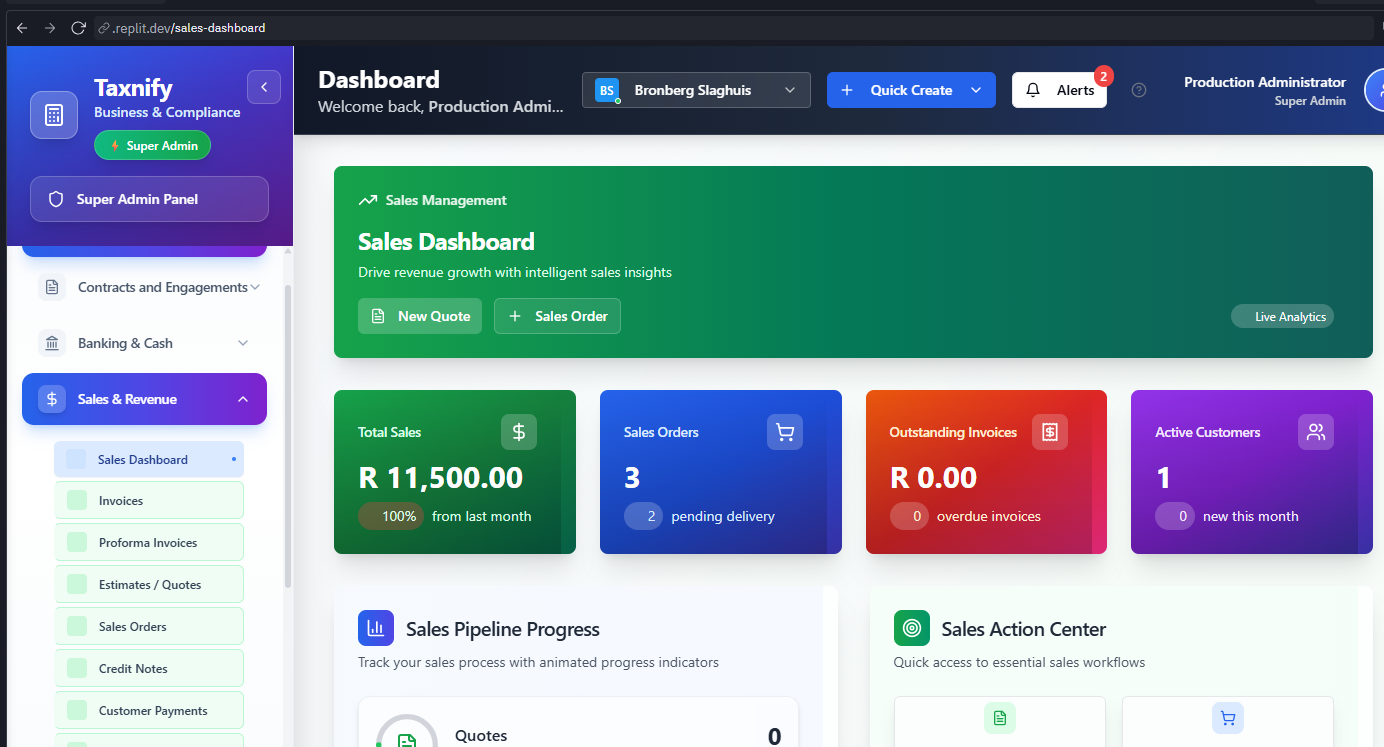 .replit.dev/sales-dashboard
Taxnify
Business & Compliance
Super Admin
Super Admin Panel
Contracts and Engagements
Banking & Cash
Sales & Revenue
Sales Dashboard
Invoices
Proforma Invoices
Estimates / Quotes
Sales Orders
Credit Notes
Customer Payments
Dashboard
Welcome back, Production Admi...
BS
Bronberg Slaghuis
Quick Create
Alerts
2
Production Administrator
Super Admin
Sales Management
Sales Dashboard
Drive revenue growth with intelligent sales insights
New Quote
Sales Order
Live Analytics
Total Sales
R 11,500.00
100% from last month
Sales Orders
3
2 pending delivery
Outstanding Invoices
R 0.00
0 overdue invoices
Active Customers
1
0 new this month
Sales Pipeline Progress
Track your sales process with animated progress indicators
Quotes
0
Sales Action Center
Quick access to essential sales workflows